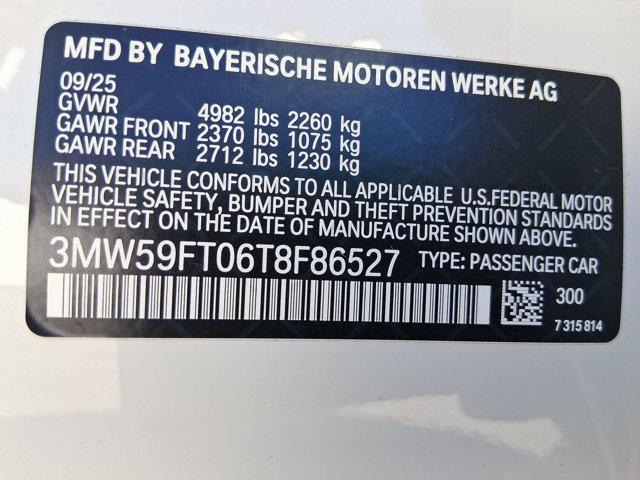 MFD BY BAYERISCHE MOTOREN WERKE AG
09/25
GVWR 4982 lbs 2260 kg
GAWR FRONT 2370 lbs 1075 kg
GAWR REAR 2712 lbs 1230 kg
THIS VEHICLE CONFORMS TO ALL APPLICABLE U.S.FEDERAL MOTOR
VEHICLE SAFETY, BUMPER AND THEFT PREVENTION STANDARDS
IN EFFECT ON THE DATE OF MANUFACTURE SHOWN ABOVE.
3MW59FT06T8F86527 TYPE: PASSENGER CAR
300
7 315 814